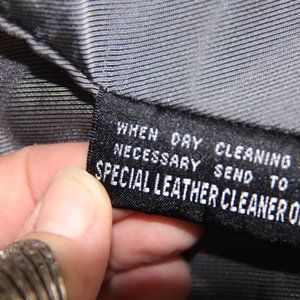 WHEN DRY CLEANING
NECESSARY SEND TO
SPECIAL LEATHER CLEANER